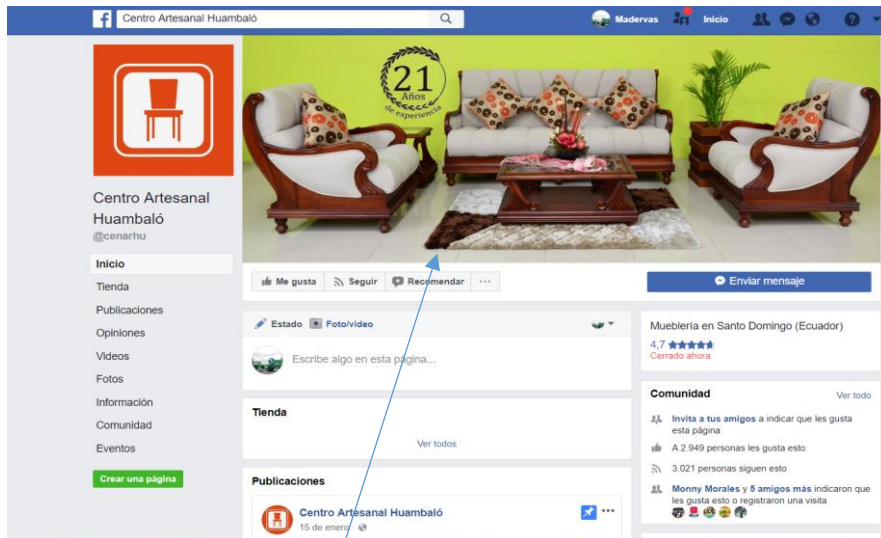 Centro Artesanal Huambaló
Madervas
Inicio
21
Años
de experiencia
Centro Artesanal
Huambaló
@cenarhu
Inicio
Tienda
Publicaciones
Opiniones
Videos
Fotos
Información
Comunidad
Eventos
Crear una página
Me gusta
Seguir
Recomendar
Enviar mensaje
Estado
Foto/video
Escribe algo en esta página...
Tienda
Ver todos
Publicaciones
Centro Artesanal Huambaló
15 de enero
Mueblería en Santo Domingo (Ecuador)
4,7
Cerrado ahora
Comunidad
Ver todo
Invita a tus amigos a indicar que les gusta
esta página
A 2.949 personas les gusta esto
3.021 personas siguen esto
Monny Morales y 5 amigos más indicaron que
les gusta esto o registraron una visita